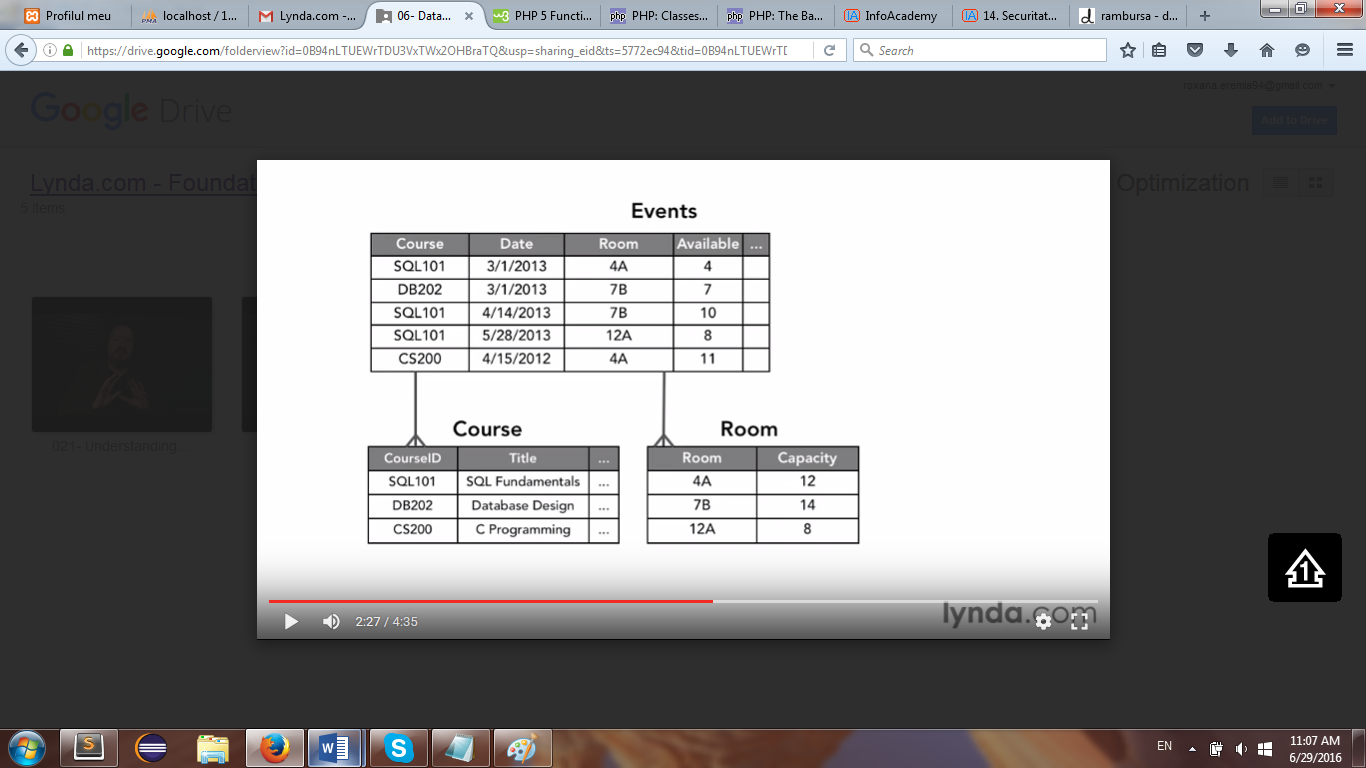 Profilul meu localhost / 1... Lynda.com -... 06- Data... PHP 5 Functi... PHP: Classes... PHP: The Ba... InfoAcademy 14. Securitat... rambursa - d...
https://drive.google.com/folderview?id=0B94nLTUEWrTDU3VxTWx2OHBraTQ&usp=sharing_eid&ts=5772ec94&tid=0B94nLTUEWrTD Search
roxana.eremia94@gmail.com
Google Drive
Add to Drive
Lynda.com - Foundat Optimization
5 items
Events
Course Date Room Available ...
SQL101 3/1/2013 4A 4
DB202 3/1/2013 7B 7
SQL101 4/14/2013 7B 10
SQL101 5/28/2013 12A 8
CS200 4/15/2012 4A 11
Course Room
CourseID Title ... Room Capacity
SQL101 SQL Fundamentals ... 4A 12
DB202 Database Design ... 7B 14
CS200 C Programming ... 12A 8
021- Understanding
1
lynda.com
2:27 / 4:35
EN
11:07 AM
6/29/2016